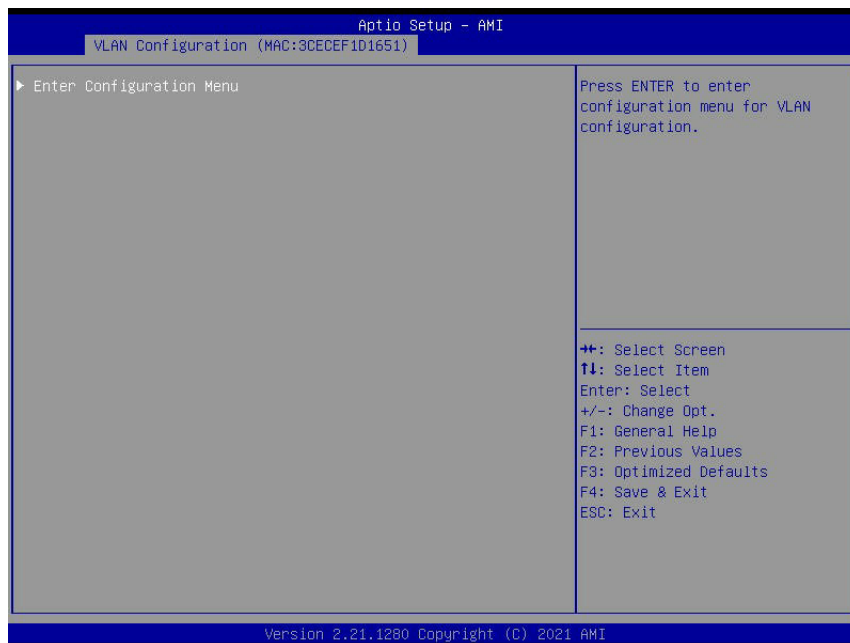 Aptio Setup – AMI
VLAN Configuration (MAC:3CECEF1D1651)
▶ Enter Configuration Menu
Press ENTER to enter
configuration menu for VLAN
configuration.
→←: Select Screen
↑↓: Select Item
Enter: Select
+/-: Change Opt.
F1: General Help
F2: Previous Values
F3: Optimized Defaults
F4: Save & Exit
ESC: Exit
Version 2.21.1280 Copyright (C) 2021 AMI